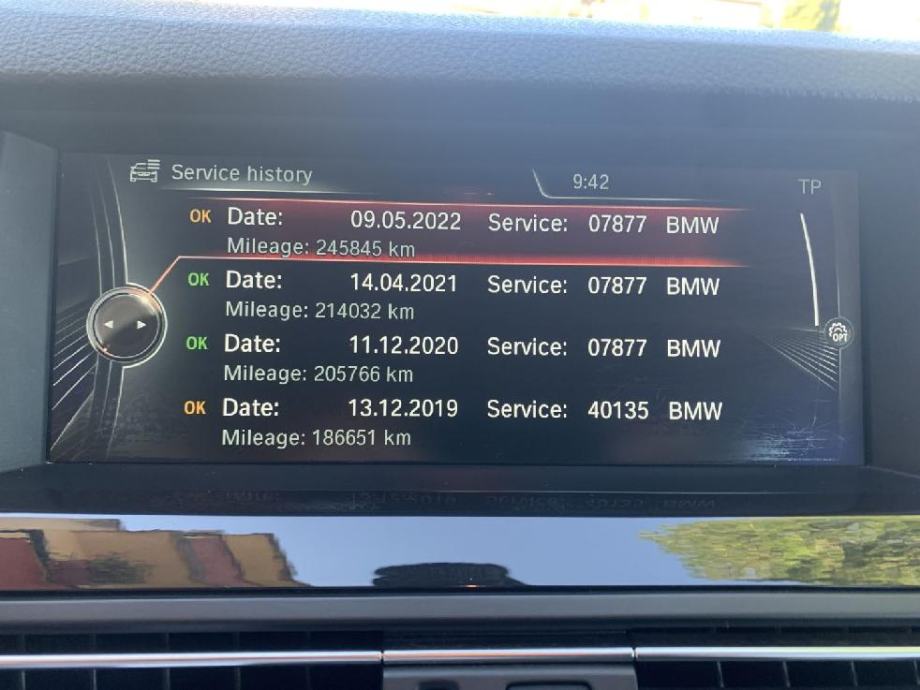 Service history 9:42 TP
OK Date: 09.05.2022 Service: 07877 BMW
Mileage: 245845 km
OK Date: 14.04.2021 Service: 07877 BMW
Mileage: 214032 km
OK Date: 11.12.2020 Service: 07877 BMW
Mileage: 205766 km
OK Date: 13.12.2019 Service: 40135 BMW
Mileage: 186651 km
OPT